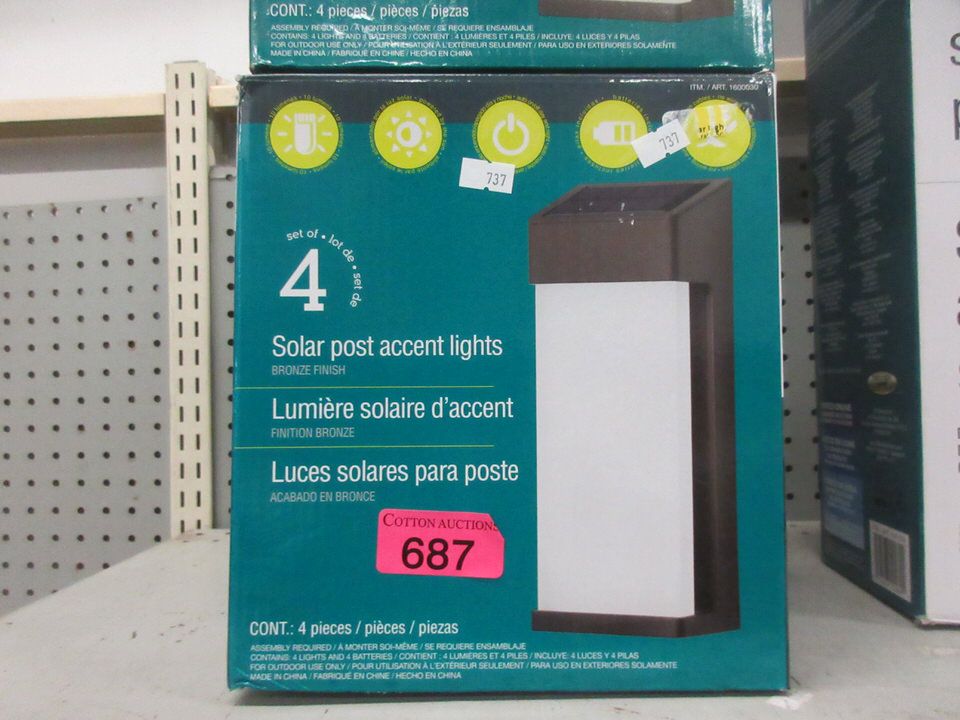 CONT.: 4 pieces / pièces / piezas
ASSEMBLY REQUIRED / À MONTER SOI-MÊME / SE REQUIERE ENSAMBLAJE
CONTAINS: 4 LIGHTS AND BATTERIES / CONTIENT : 4 LUMIÈRES ET 4 PILES / INCLUYE: 4 LUCES Y 4 PILAS
FOR OUTDOOR USE ONLY / POUR UTILISATION À L'EXTÉRIEUR SEULEMENT / PARA USO EN EXTERIORES SOLAMENTE
MADE IN CHINA / FABRIQUÉ EN CHINE / HECHO EN CHINA
ITM. / ART. 1600030
737
737
set of • lot de • set de
4
Solar post accent lights
BRONZE FINISH
Lumière solaire d'accent
FINITION BRONZE
Luces solares para poste
ACABADO EN BRONCE
COTTON AUCTIONS
687
CONT.: 4 pieces / pièces / piezas
ASSEMBLY REQUIRED / À MONTER SOI-MÊME / SE REQUIERE ENSAMBLAJE
CONTAINS: 4 LIGHTS AND 4 BATTERIES / CONTIENT : 4 LUMIÈRES ET 4 PILES / INCLUYE: 4 LUCES Y 4 PILAS
FOR OUTDOOR USE ONLY / POUR UTILISATION À L'EXTÉRIEUR SEULEMENT / PARA USO EN EXTERIORES SOLAMENTE
MADE IN CHINA / FABRIQUÉ EN CHINE / HECHO EN CHINA